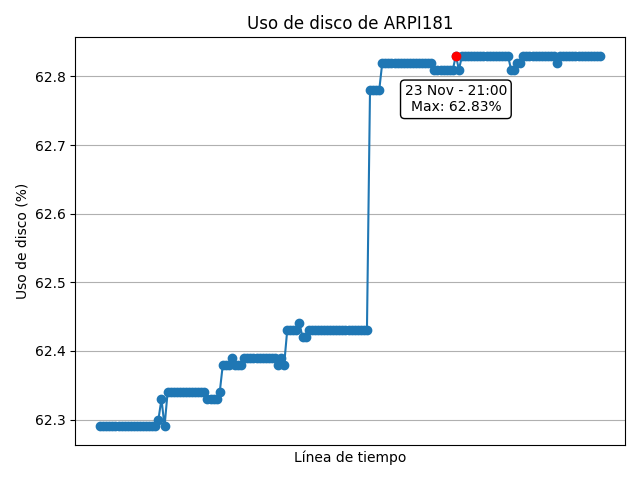 Uso de disco de ARPI181
62.8
62.7
62.6
62.5
62.4
62.3
Uso de disco (%)
23 Nov - 21:00
Max: 62.83%
Línea de tiempo